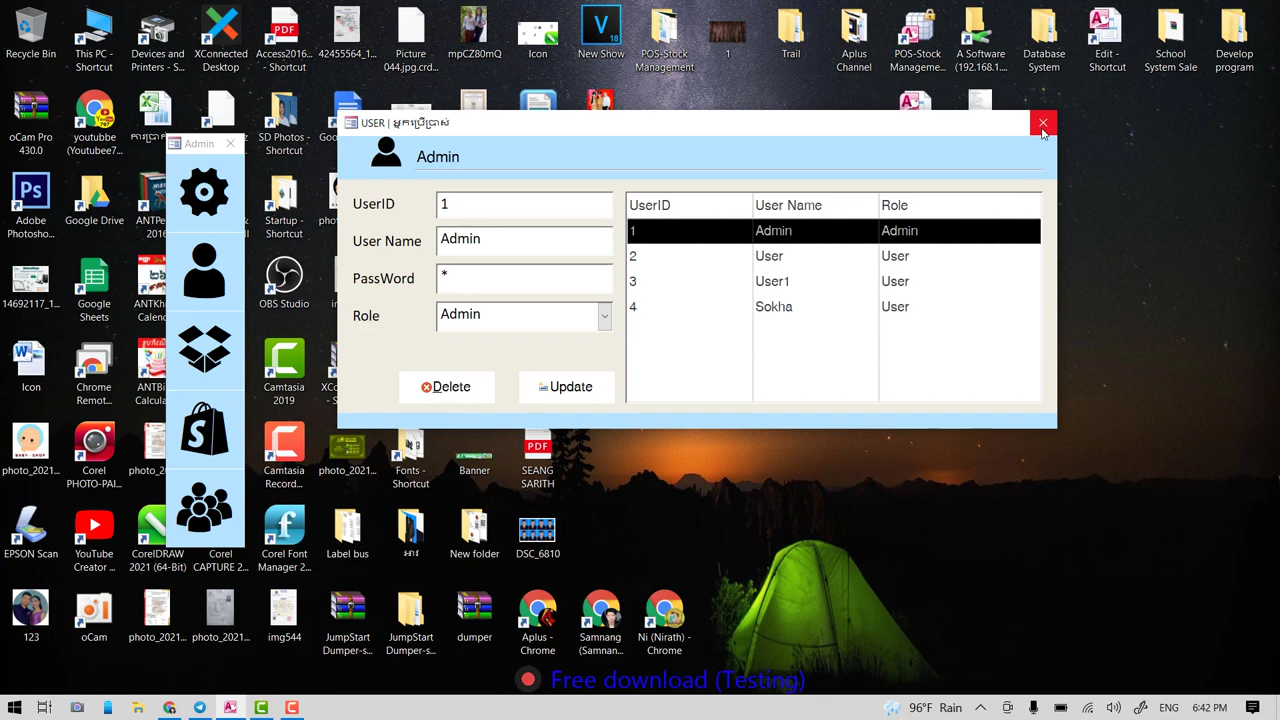 Recycle Bin
This PC - Shortcut
Devices and Printers - S...
XConnected Desktop
PDF
Access2016... - Shortcut
42455564_1...
received_...
044.jpg.crd...
mpCZ80mQ
Icon
V
18
New Show
POS-Stock Management
1
Trail
Aplus Channel
POS-Stock Manageme...
A Software (192.168.1...
Edit - Shortcut
Database System
School System Sale
Develop program
oCam Pro 430.0
youtubbe (Youtubee7...
SD Photos - Shortcut
Admin
USER | អ្នកប្រើប្រាស់
Admin
UserID
1
User Name
Admin
PassWord
*
Role
Admin
Delete
Update
UserID User Name Role
1 Admin Admin
2 User User
3 User1 User
4 Sokha User
Ps
Adobe Photosho...
Google Drive
Startup - Shortcut
14692117_1...
Google Sheets
OBS Studio
Icon
Chrome Remot...
Camtasia 2019
photo_2021...
Corel PHOTO-PAI...
Camtasia Record...
photo_2021...
Fonts - Shortcut
Banner
PDF
SEANG SARITH
EPSON Scan
YouTube Creator ...
CorelDRAW 2021 (64-Bit)
Corel CAPTURE 2...
Corel Font Manager 2...
Label bus
New folder
DSC_6810
123
oCam
photo_2021...
photo_2021...
img544
JumpStart Dumper-s...
JumpStart Dumper-s...
dumper
Aplus - Chrome
Samnang (Samnan...
Ni (Nirath) - Chrome
Free download (Testing)
96°F Rain
ENG
6:42 PM